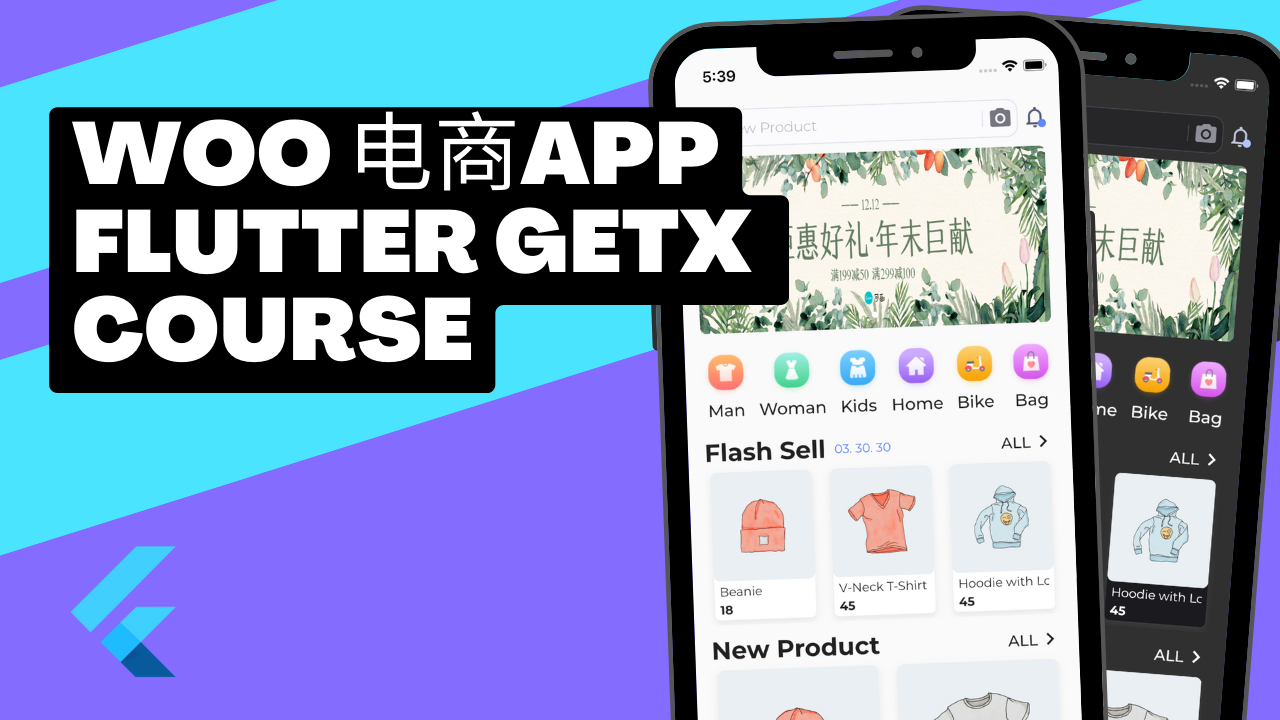 WOO 电商APP
FLUTTER GETX
COURSE
5:39
New Product
12.12
惠好礼·年末巨献
满199减50 满299减100
末巨献
Man Woman Kids Home Bike Bag
Bike Bag
Flash Sell 03. 30. 30 ALL
ALL
Beanie
18
V-Neck T-Shirt
45
Hoodie with Lo
45
Hoodie with Lo
45
New Product ALL
ALL